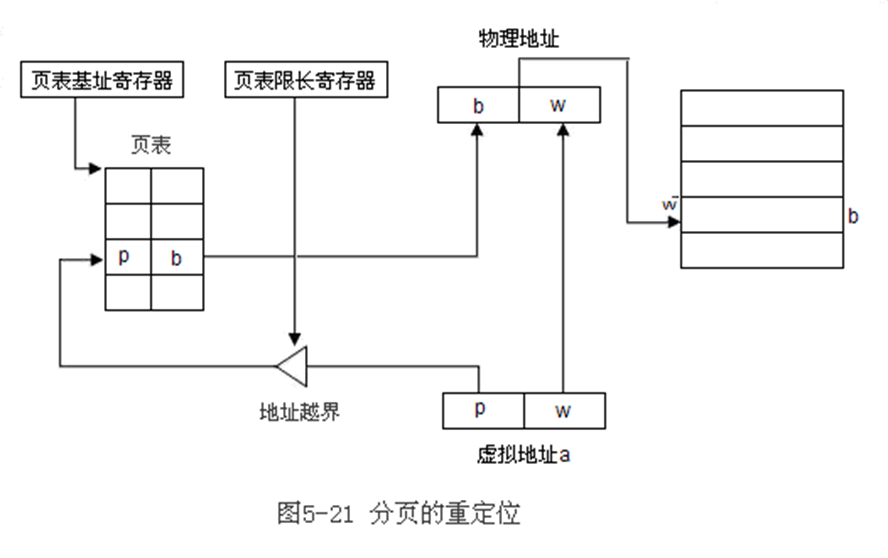 物理地址
页表基址寄存器
页表限长寄存器
b
w
页表
w
b
p
b
地址越界
p
w
虚拟地址a
图5-21 分页的重定位